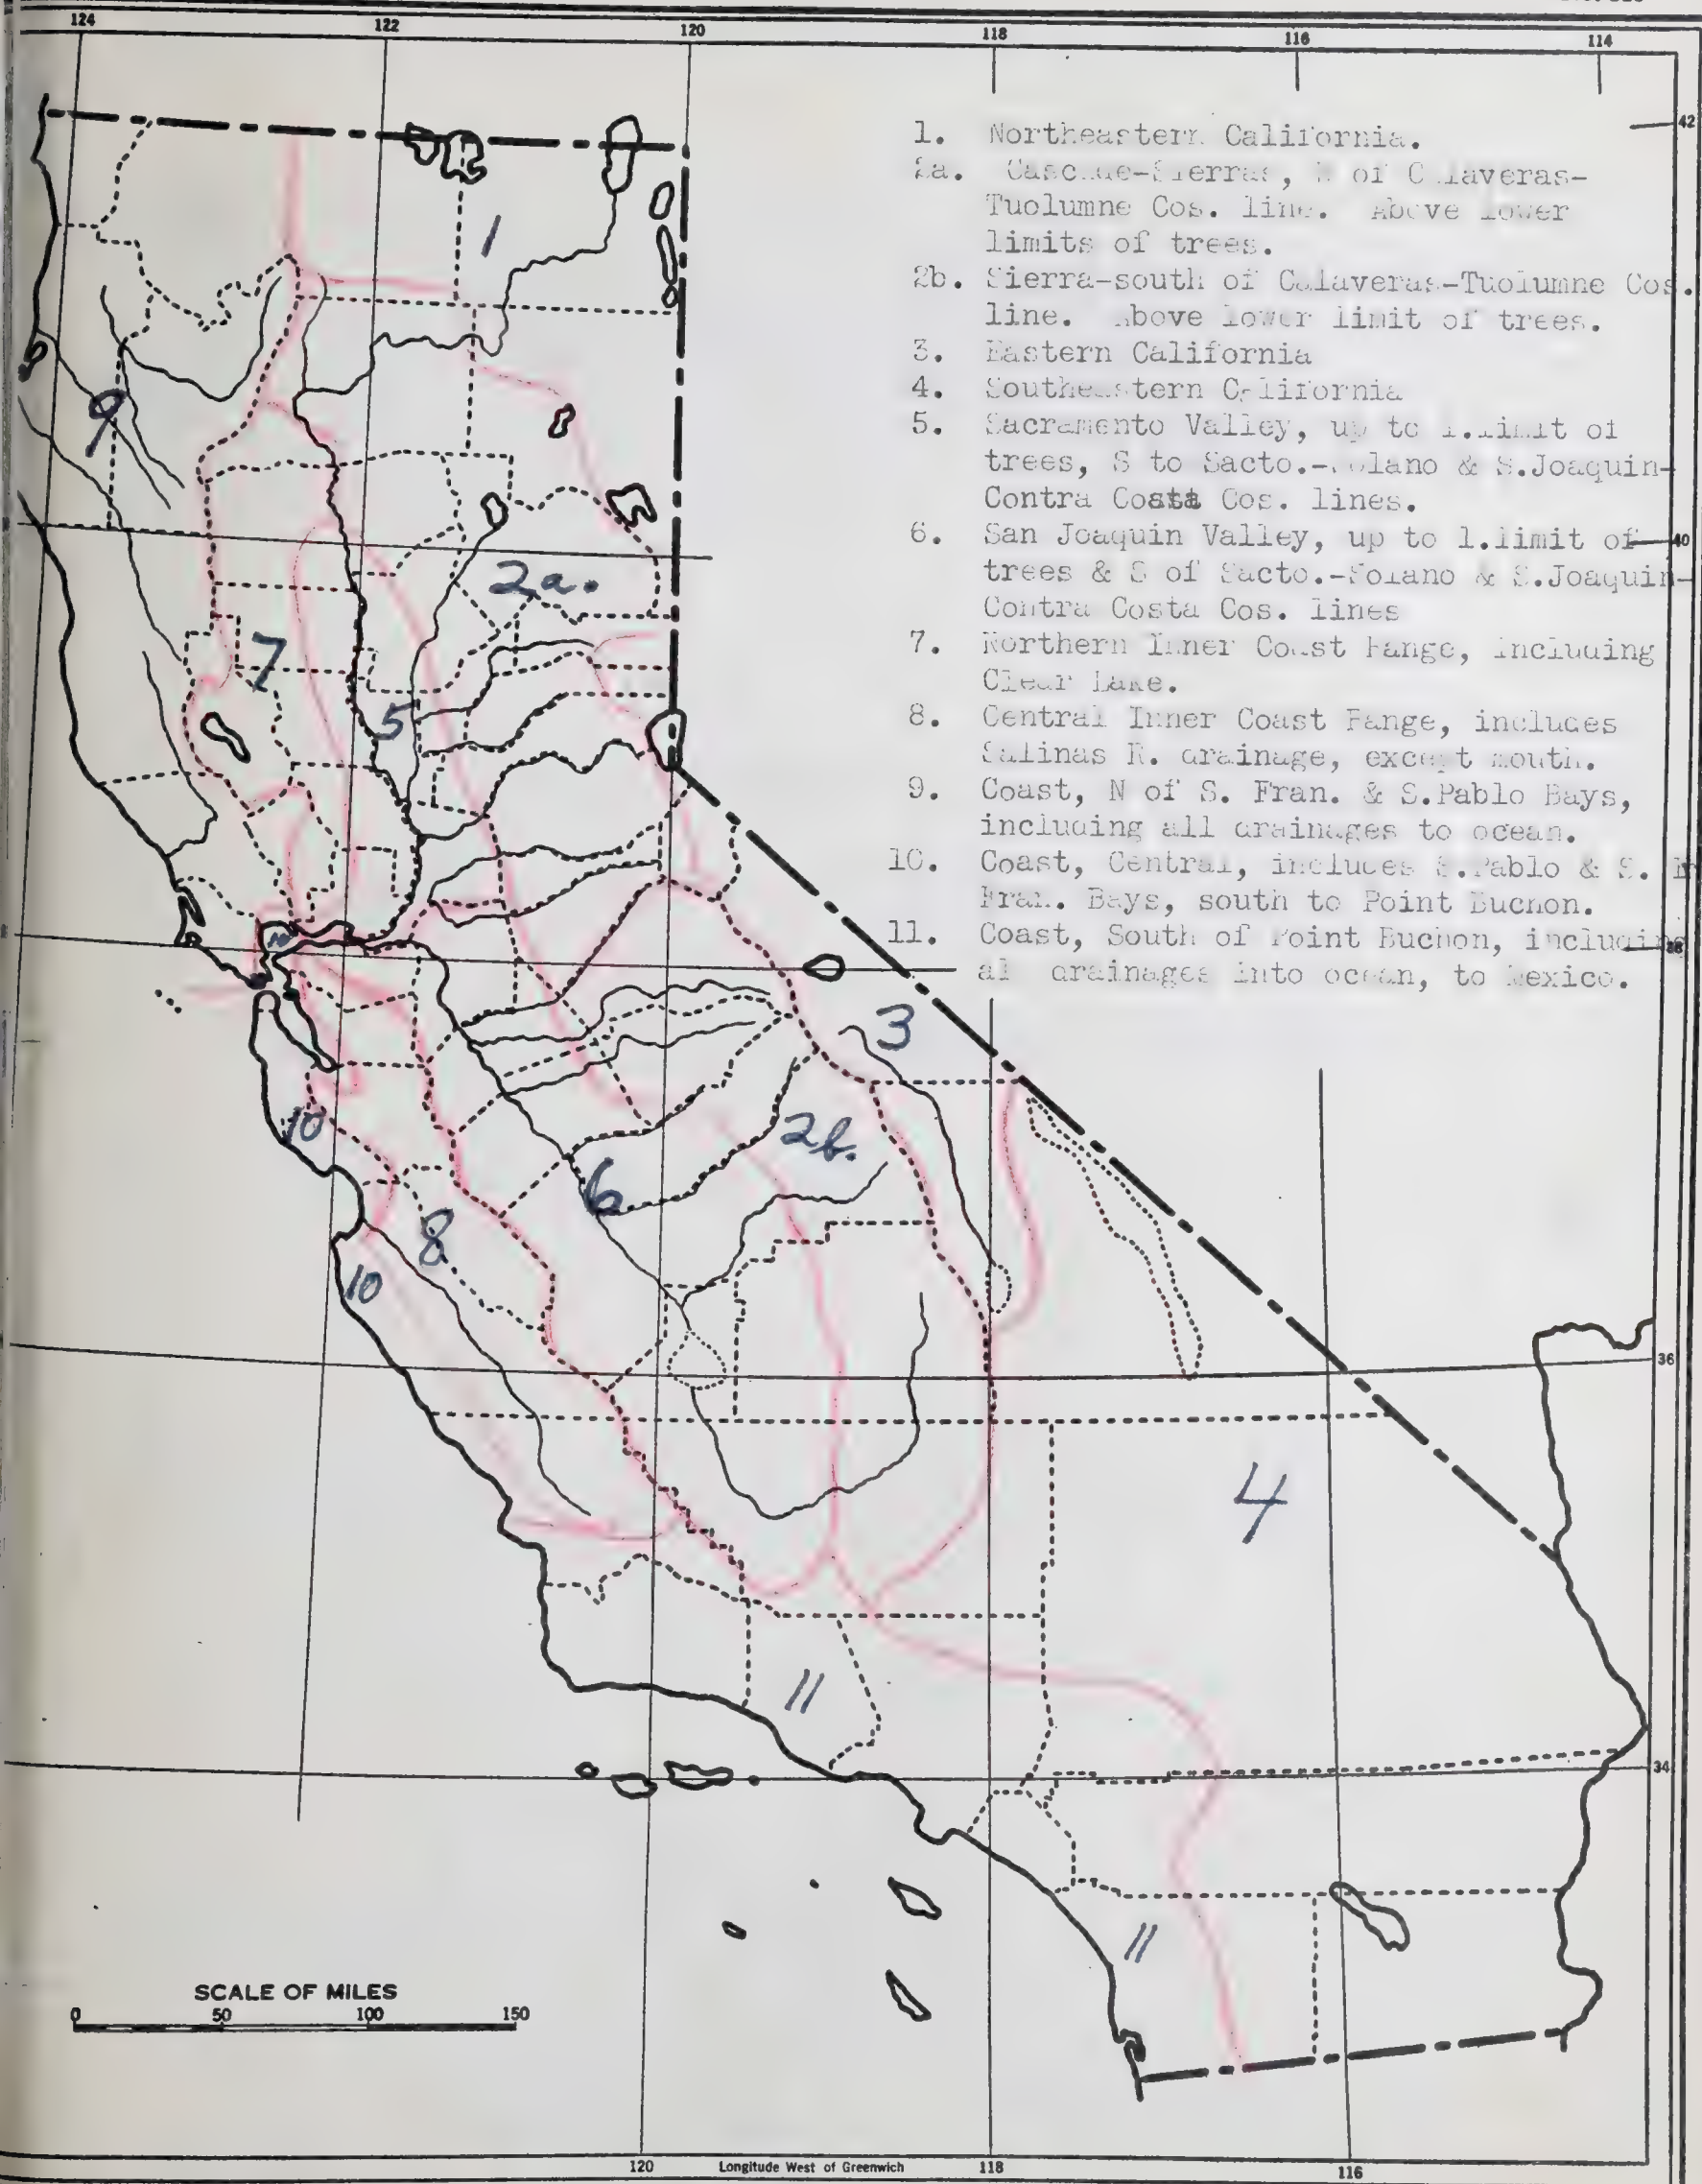 124 122 120 118 116 114
1. Northeastern California.
2a. Cascade-Sierras, N of Calaveras-
Tuolumne Cos. line. Above lower
limits of trees.
2b. Sierra-south of Calaveras-Tuolumne Cos.
line. Above lower limit of trees.
3. Eastern California
4. Southeastern California
5. Sacramento Valley, up to l.limit of
trees, S to Sacto.-Solano & S.Joaquin-
Contra Costa Cos. lines.
6. San Joaquin Valley, up to l.limit of
trees & S of Sacto.-Solano & S.Joaquin-
Contra Costa Cos. lines
7. Northern Inner Coast Range, including
Clear Lake.
8. Central Inner Coast Range, includes
Salinas R. drainage, except mouth.
9. Coast, N of S. Fran. & S.Pablo Bays,
including all drainages to ocean.
10. Coast, Central, includes S.Pablo & S.
Fran. Bays, south to Point Buchon.
11. Coast, South of Point Buchon, including
al drainages into ocean, to Mexico.
42
40
38
36
34
1
9
2a.
7
5
10
3
10
2b.
6
8
10
4
11
11
SCALE OF MILES
0 50 100 150
120 Longitude West of Greenwich 118 116